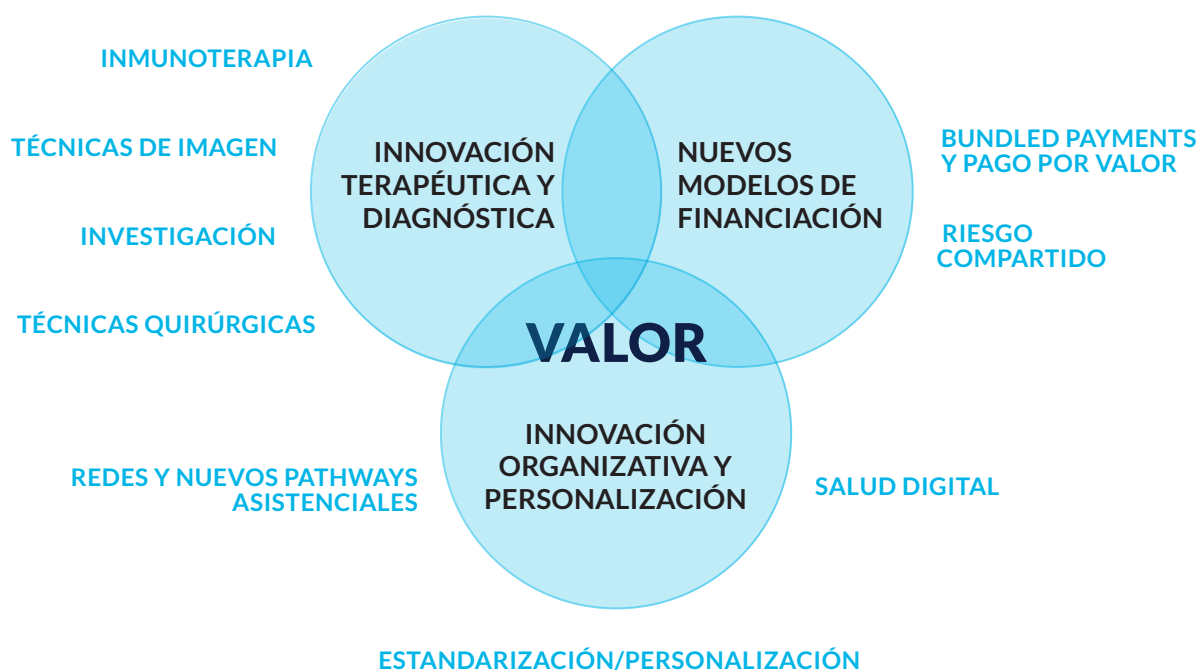 INMUNOTERAPIA
TÉCNICAS DE IMAGEN
INVESTIGACIÓN
TÉCNICAS QUIRÚRGICAS
INNOVACIÓN
TERAPÉUTICA Y
DIAGNÓSTICA
NUEVOS
MODELOS DE
FINANCIACIÓN
BUNDLED PAYMENTS
Y PAGO POR VALOR
RIESGO
COMPARTIDO
VALOR
INNOVACIÓN
ORGANIZATIVA Y
PERSONALIZACIÓN
REDES Y NUEVOS PATHWAYS
ASISTENCIALES
SALUD DIGITAL
ESTANDARIZACIÓN/PERSONALIZACIÓN